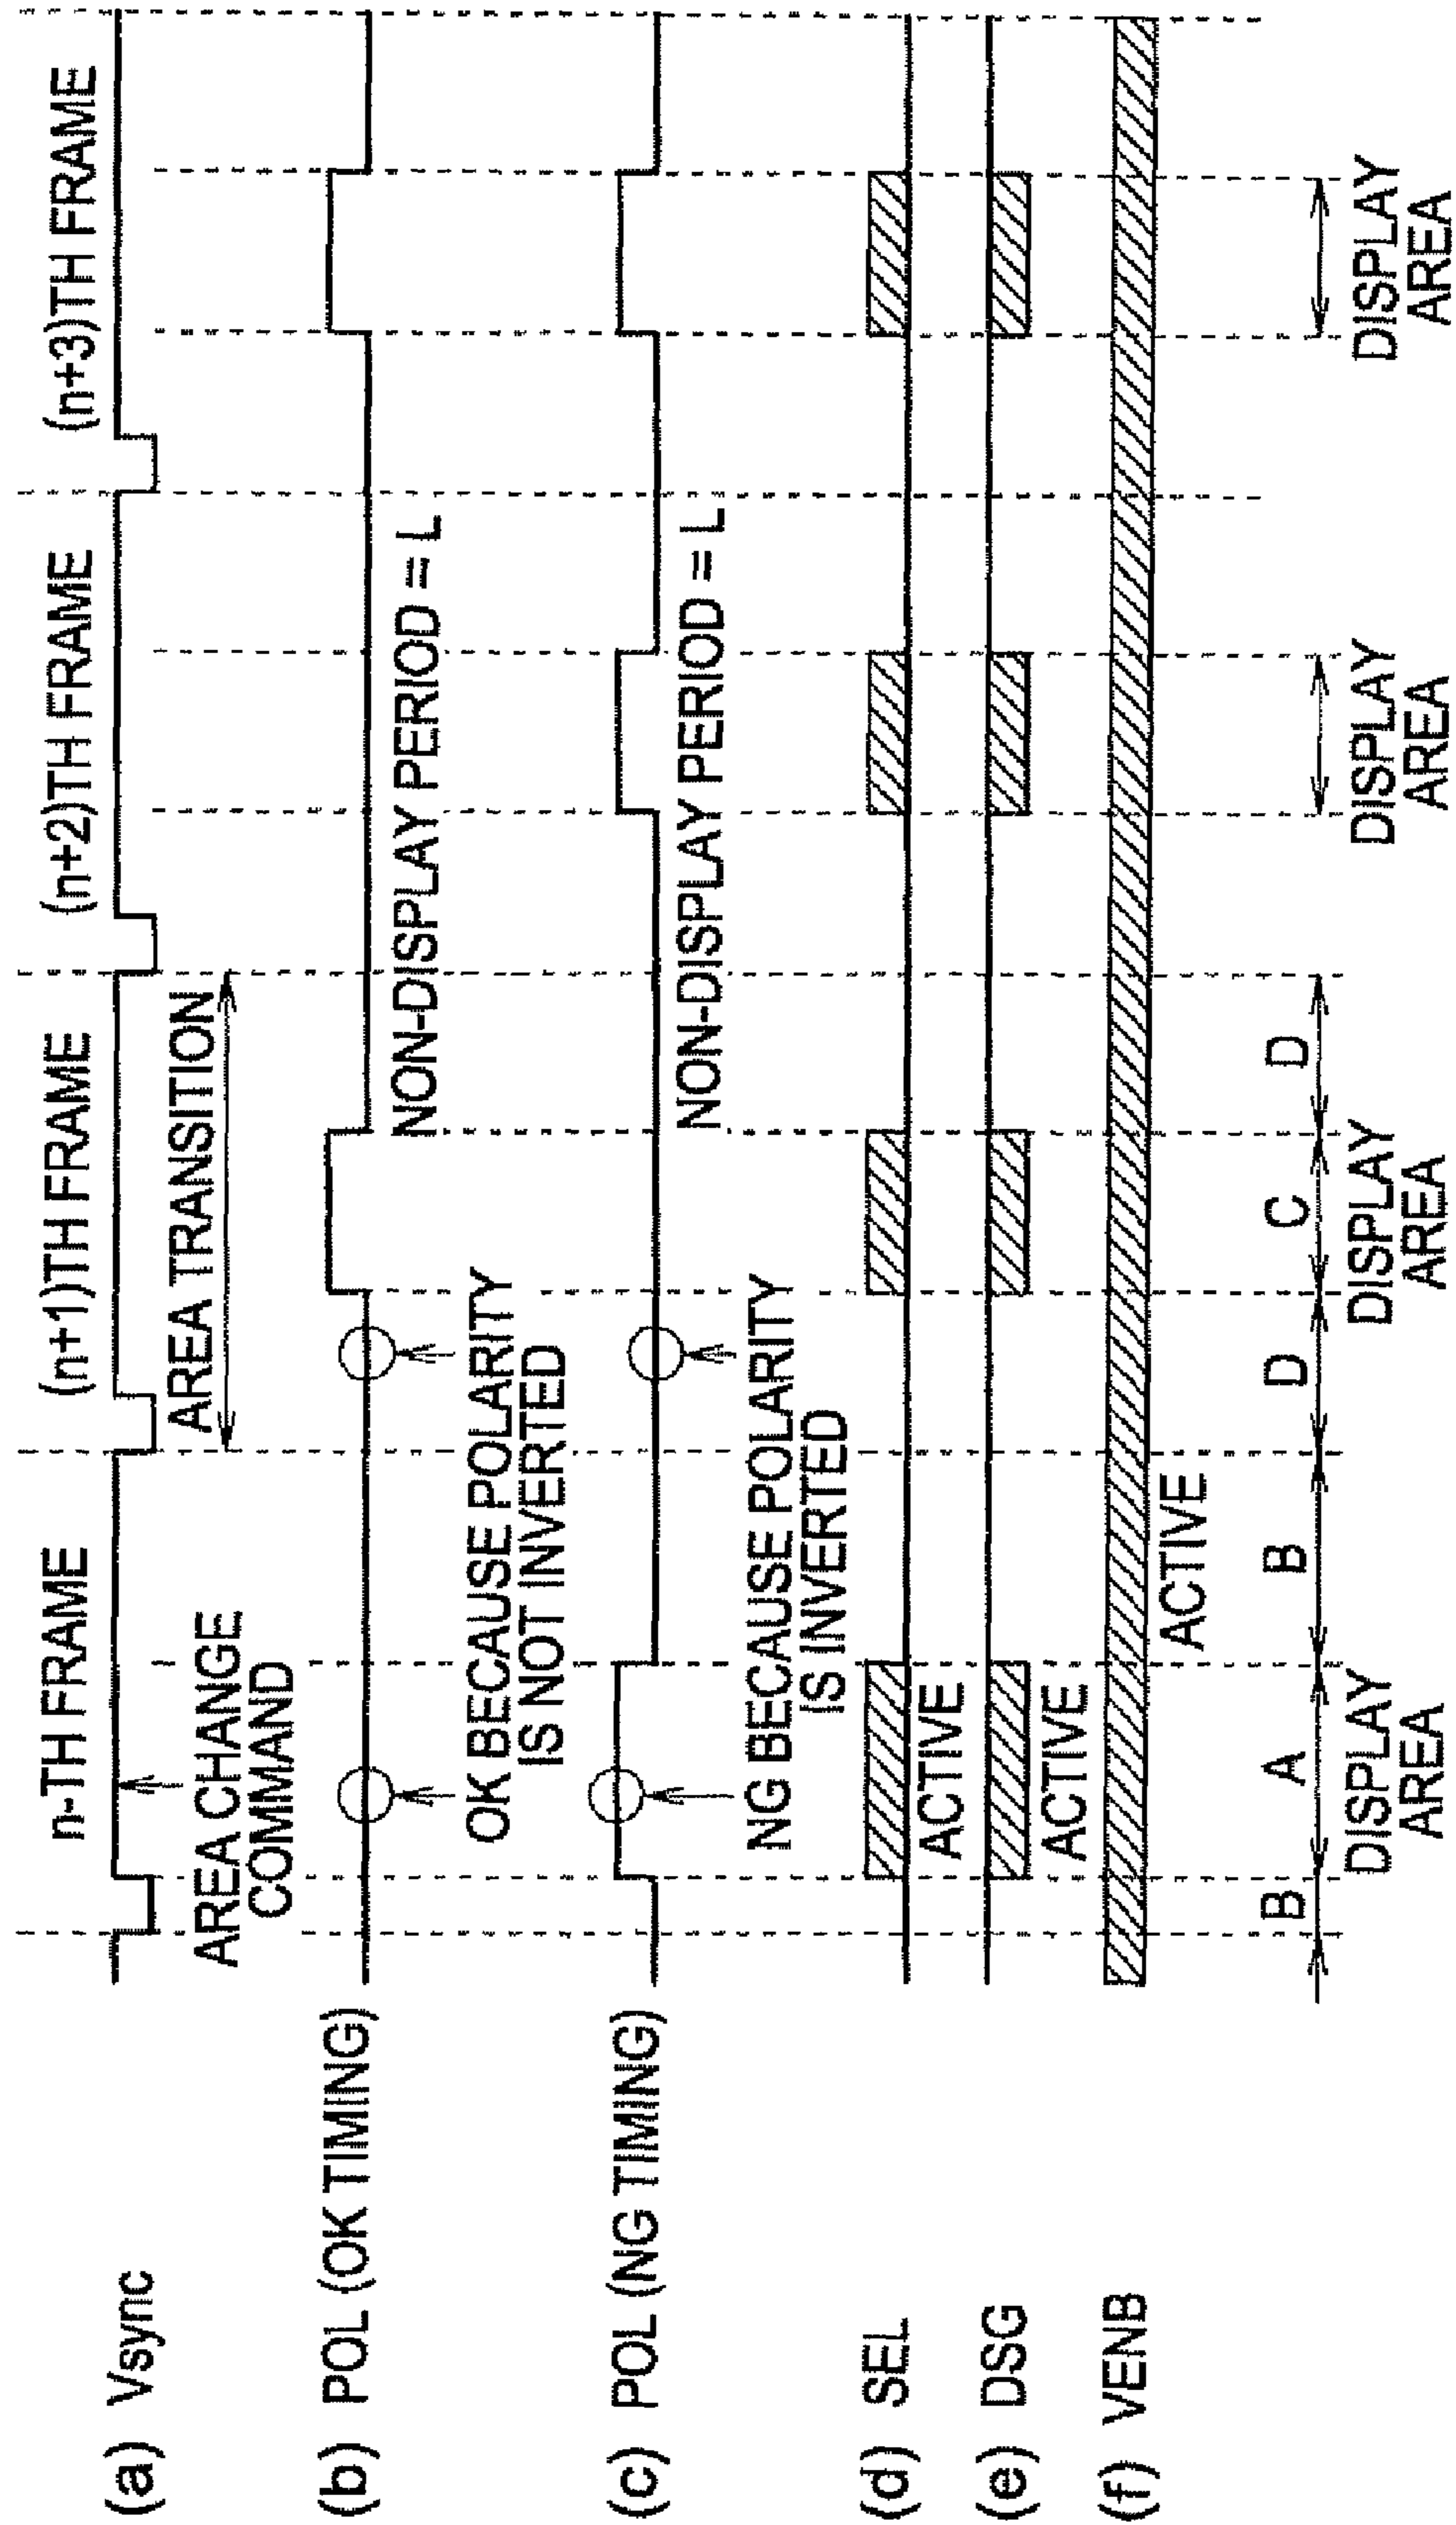 n-TH FRAME
(n+1)TH FRAME
(n+2)TH FRAME
(n+3)TH FRAME
(a) Vsync
AREA CHANGE
COMMAND
AREA TRANSITION
(b) POL (OK TIMING)
NON-DISPLAY PERIOD = L
OK BECAUSE POLARITY
IS NOT INVERTED
(c) POL (NG TIMING)
NON-DISPLAY PERIOD = L
NG BECAUSE POLARITY
IS INVERTED
(d) SEL
ACTIVE
(e) DSG
ACTIVE
(f) VENB
ACTIVE
B
A
B
D
C
D
DISPLAY
AREA
DISPLAY
AREA
DISPLAY
AREA
DISPLAY
AREA